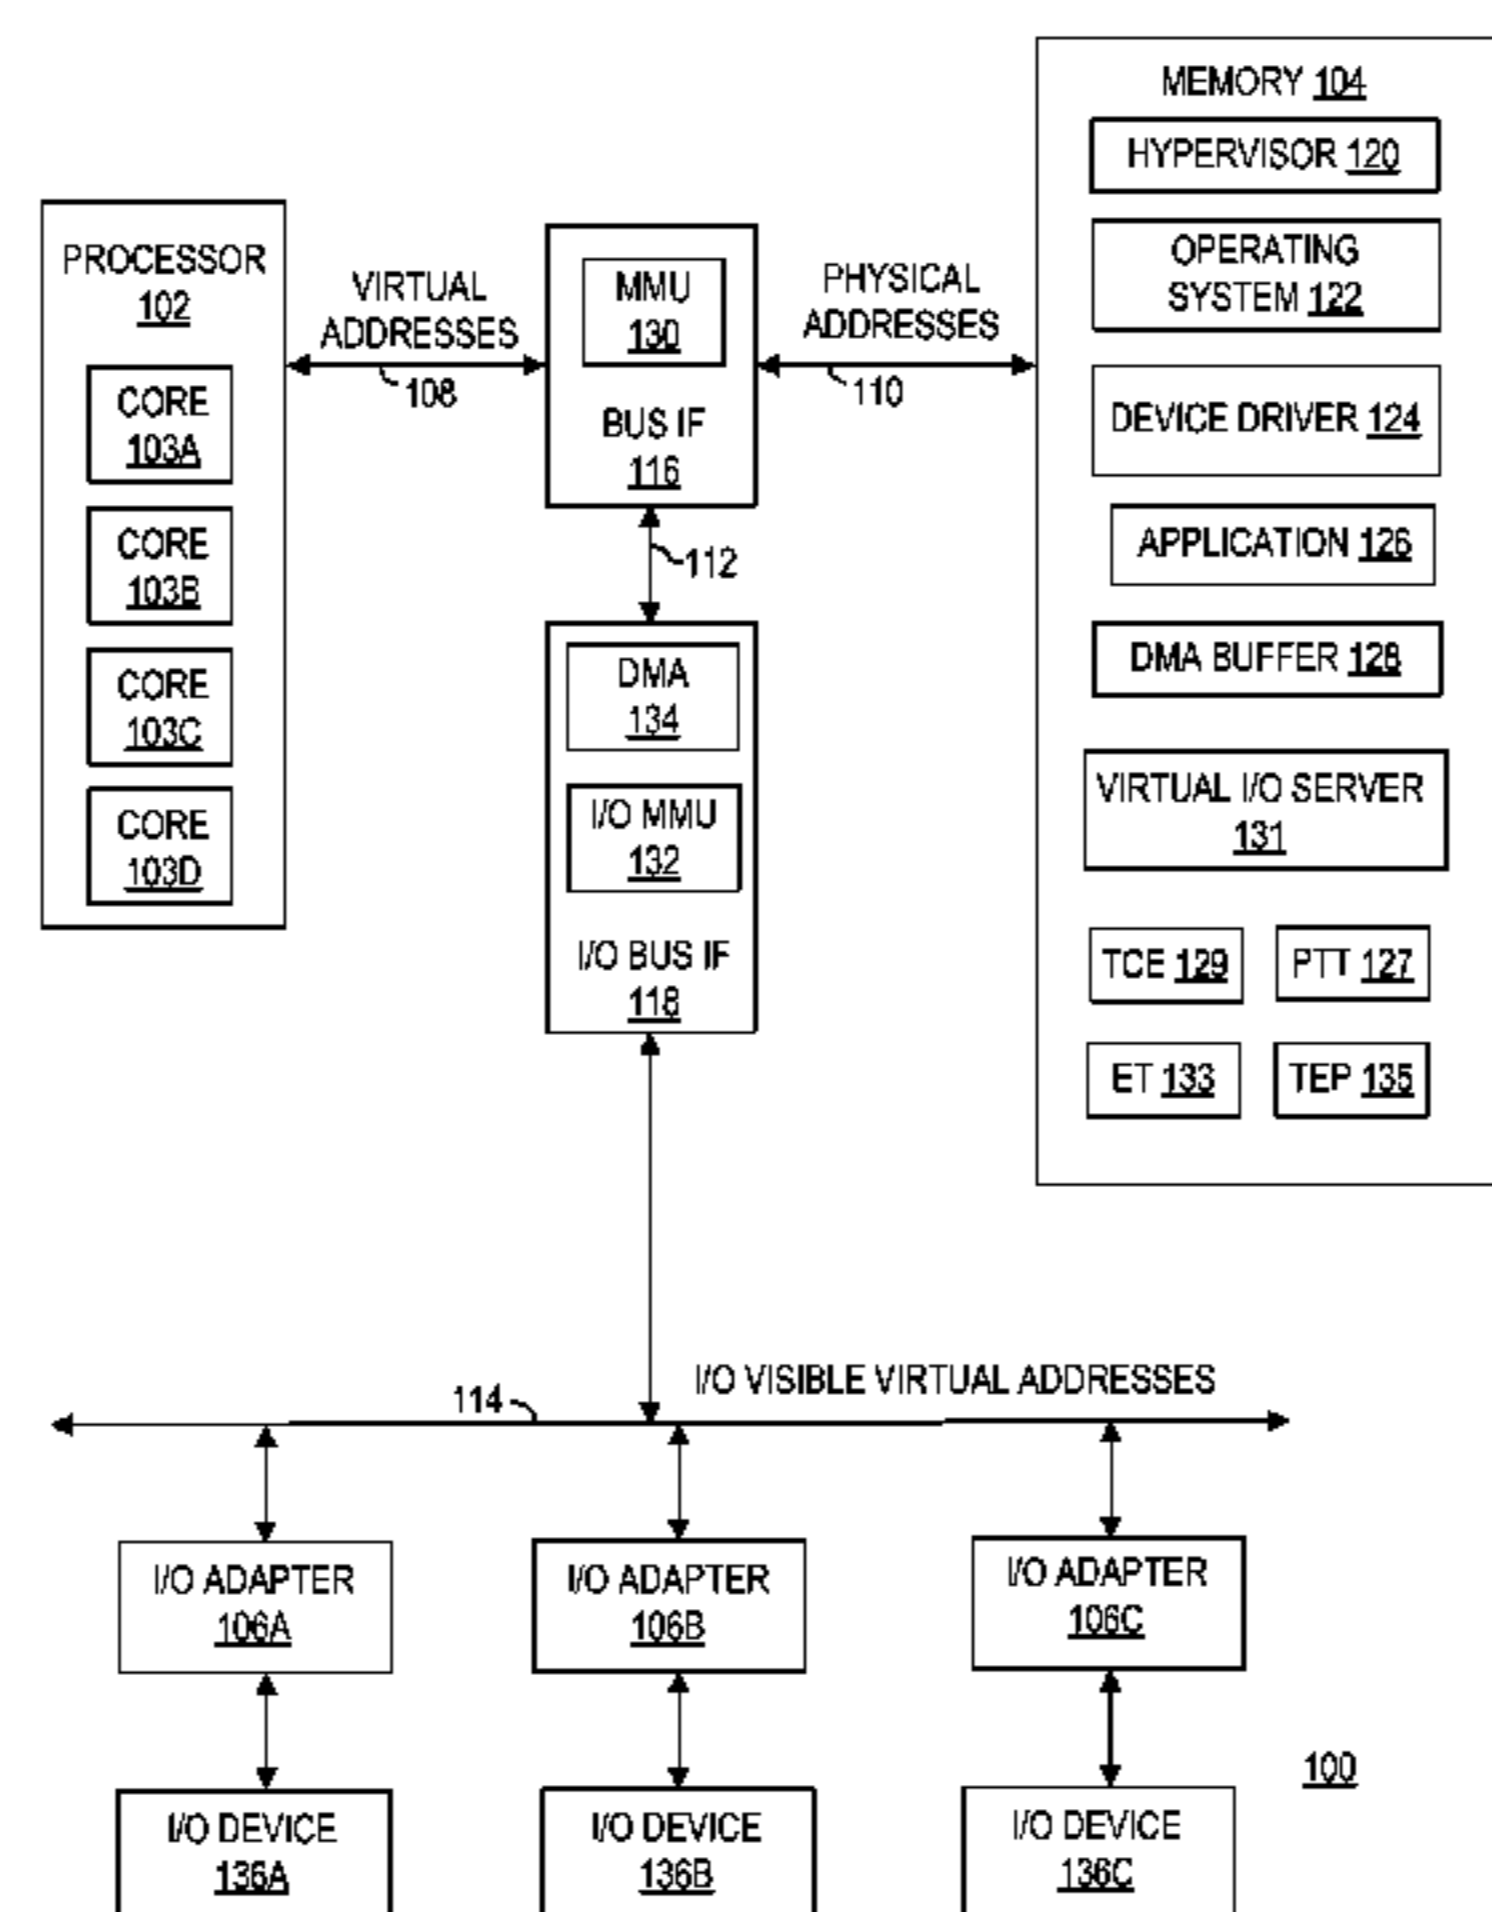 MEMORY 104
HYPERVISOR 120
OPERATING
SYSTEM 122
DEVICE DRIVER 124
APPLICATION 126
DMA BUFFER 128
VIRTUAL I/O SERVER
131
TCE 129
PTT 127
ET 133
TEP 135
PROCESSOR
102
CORE
103A
CORE
103B
CORE
103C
CORE
103D
VIRTUAL
ADDRESSES
108
MMU
130
BUS IF
116
PHYSICAL
ADDRESSES
110
112
DMA
134
I/O MMU
132
I/O BUS IF
118
114
I/O VISIBLE VIRTUAL ADDRESSES
I/O ADAPTER
106A
I/O ADAPTER
106B
I/O ADAPTER
106C
I/O DEVICE
136A
I/O DEVICE
136B
I/O DEVICE
136C
100